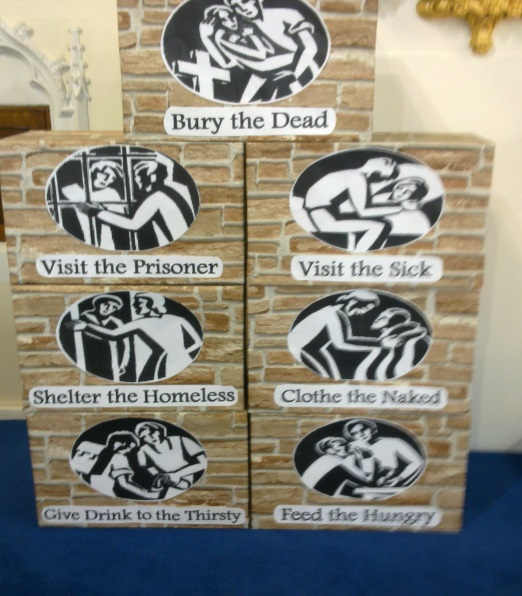 Bury the Dead
Visit the Prisoner
Visit the Sick
Shelter the Homeless
Clothe the Naked
Give Drink to the Thirsty
Feed the Hungry